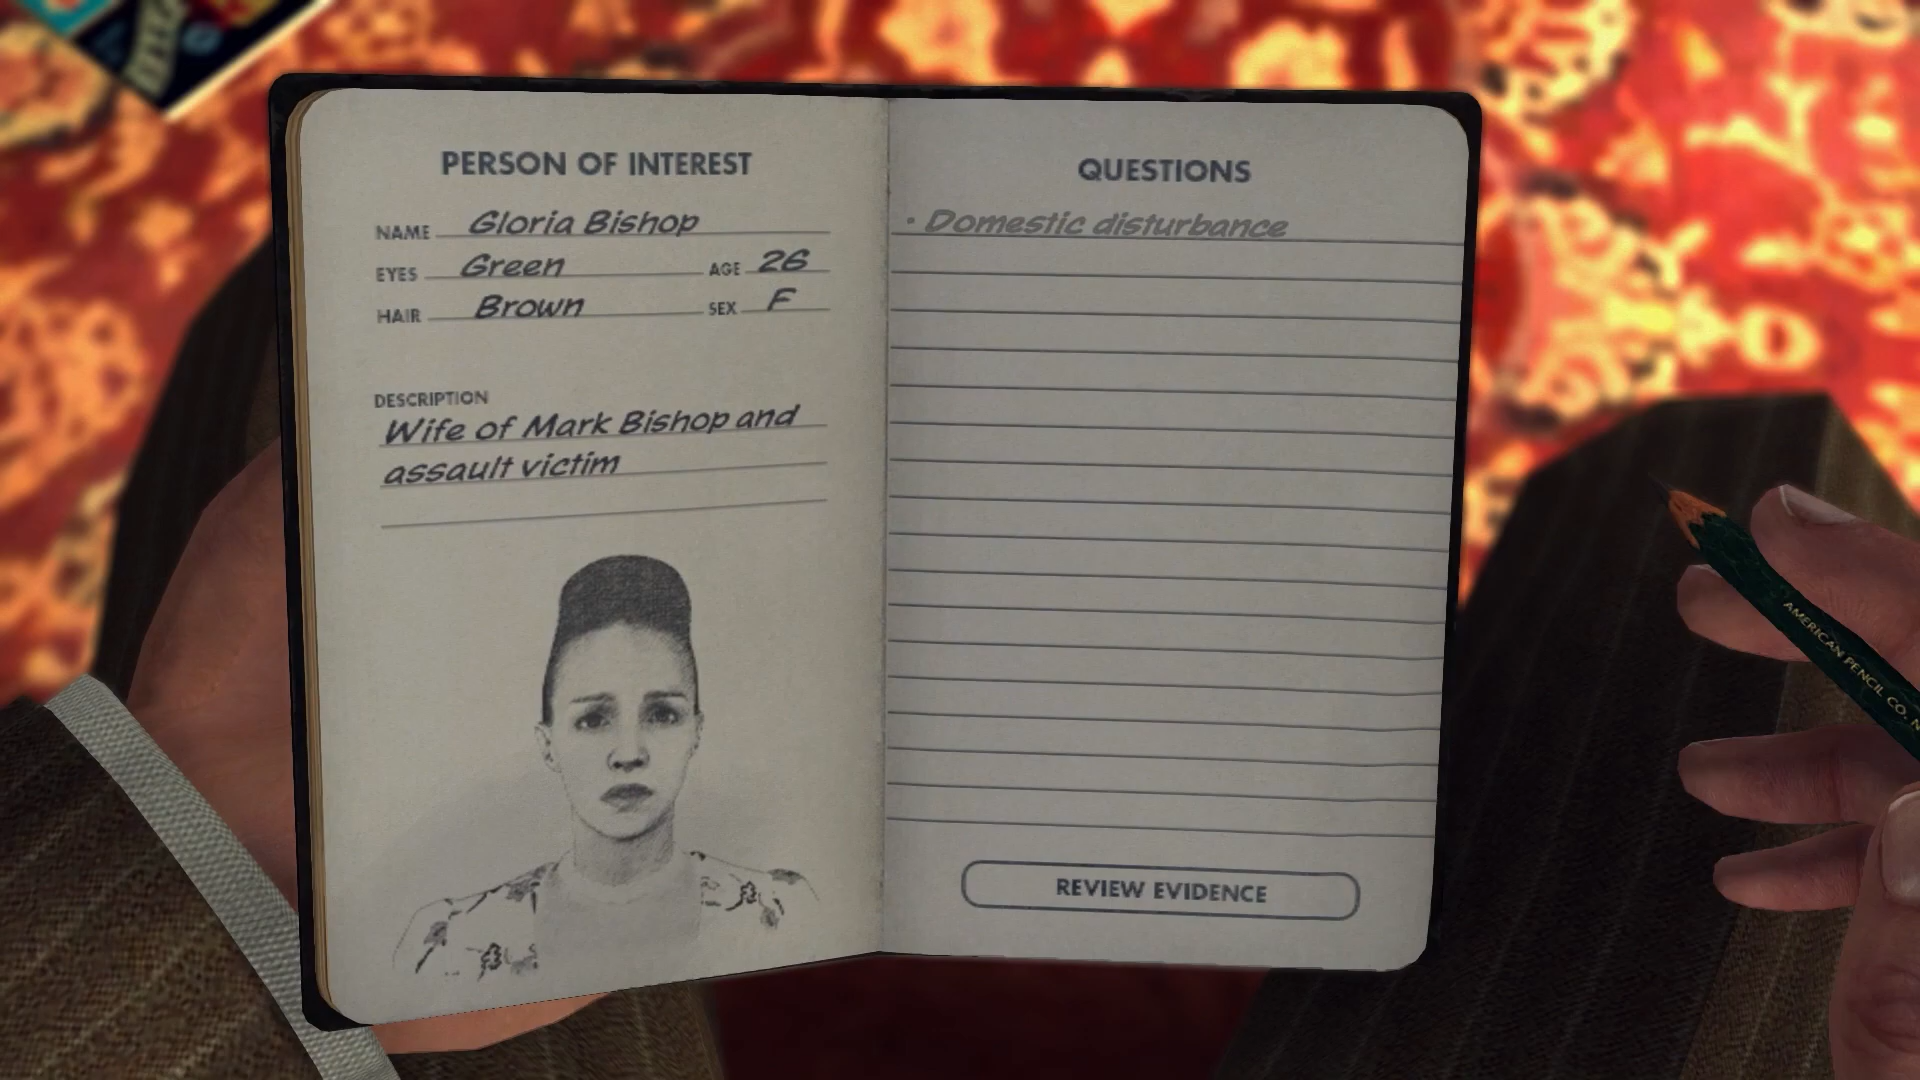 PERSON OF INTEREST
NAME Gloria Bishop
EYES Green AGE 26
HAIR Brown SEX F
DESCRIPTION
Wife of Mark Bishop and
assault victim
QUESTIONS
• Domestic disturbance
REVIEW EVIDENCE
AMERICAN PENCIL CO.